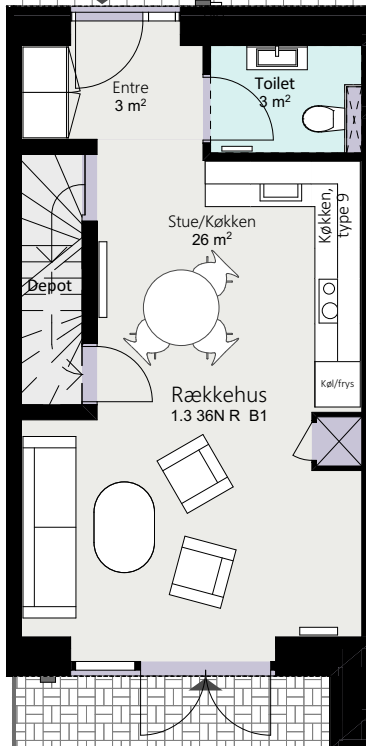 Entre
3 m²
Toilet
3 m²
Stue/Køkken
26 m²
Køkken,
type 9
Depot
Køl/frys
Rækkehus
1.3 36N R B1